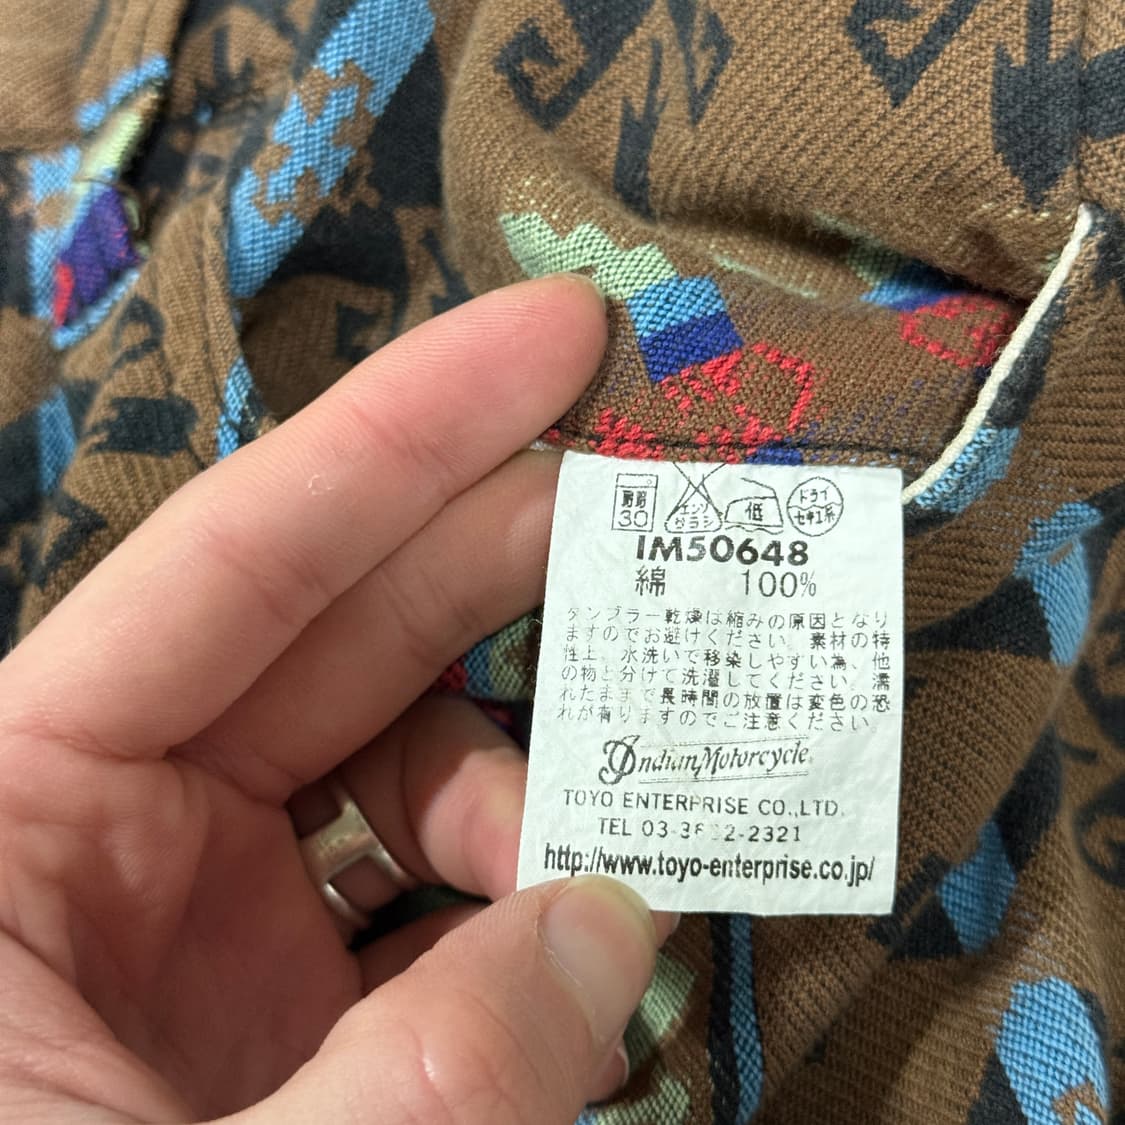 30 エンソ サラシ 低 ドライ セキユ系
IM50648
綿 100%
タンブラー乾燥は縮みの原因となり
ますのでお避けください。素材の特
性上、水洗いで移染しやすい為、他
の物と分けて洗濯してください。濡
れたままで長時間の放置は変色の恐
れが有りますのでご注意ください。
Indian Motorcycle
TOYO ENTERPRISE CO.,LTD.
TEL 03-3 2-2321
http://www.toyo-enterprise.co.jp/